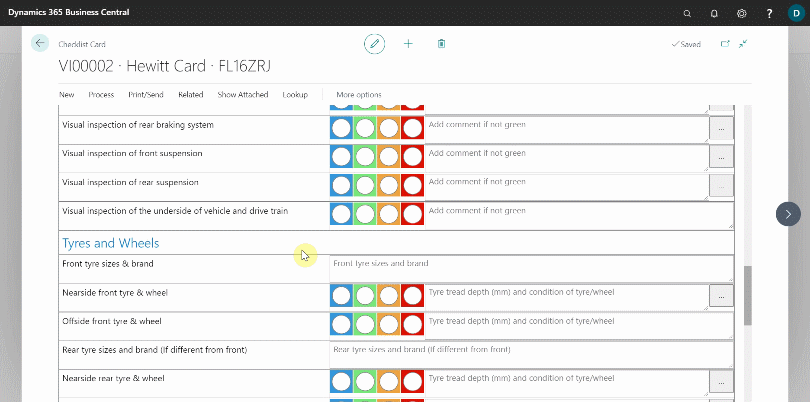 Dynamics 365 Business Central
?
D
Checklist Card
Saved
VI00002 · Hewitt Card · FL16ZRJ
New Process Print/Send Related Show Attached Lookup More options
...
Visual inspection of rear braking system Add comment if not green ...
Visual inspection of front suspension Add comment if not green ...
Visual inspection of rear suspension Add comment if not green ...
Visual inspection of the underside of vehicle and drive train Add comment if not green
Tyres and Wheels
Front tyre sizes & brand Front tyre sizes and brand
Nearside front tyre & wheel Tyre tread depth (mm) and condition of tyre/wheel ...
Offside front tyre & wheel Tyre tread depth (mm) and condition of tyre/wheel
Rear tyre sizes and brand (If different from front) Rear tyre sizes and brand (If different from front)
Nearside rear tyre & wheel Tyre tread depth (mm) and condition of tyre/wheel ...